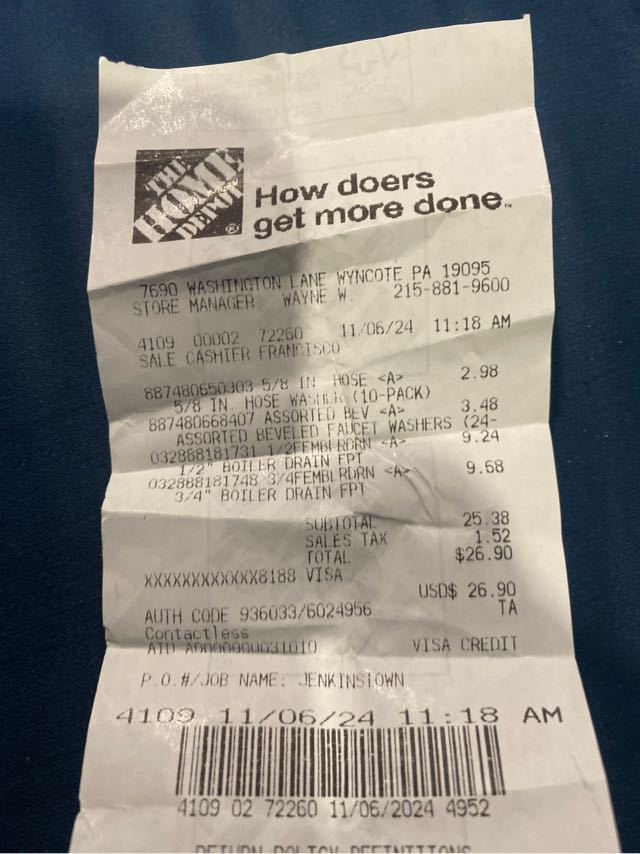 THE
HOME
DEPOT
How doers
get more done.™
7690 WASHINGTON LANE WYNCOTE PA 19095
STORE MANAGER WAYNE W. 215-881-9600
4109 00002 72260 11/06/24 11:18 AM
SALE CASHIER FRANCISCO
887480650303 5/8 IN HOSE <A> 2.98
5/8 IN. HOSE WASHER (10-PACK)
887480668407 ASSORTED BEV <A> 3.48
ASSORTED BEVELED FAUCET WASHERS (24-
032888181731 1/2FEMBLRDRN <A> 9.24
1/2" BOILER DRAIN FPT
032888181748 3/4FEMBLRDRN <A> 9.68
3/4" BOILER DRAIN FPT
SUBTOTAL 25.38
SALES TAX 1.52
TOTAL $26.90
XXXXXXXXXXXX8188 VISA
USD$ 26.90
AUTH CODE 936033/6024956 TA
Contactless
AID A0000000031010 VISA CREDIT
P.O.#/JOB NAME: JENKINSTOWN
4109 11/06/24 11:18 AM
4109 02 72260 11/06/2024 4952
RETURN POLICY DEFINITIONS